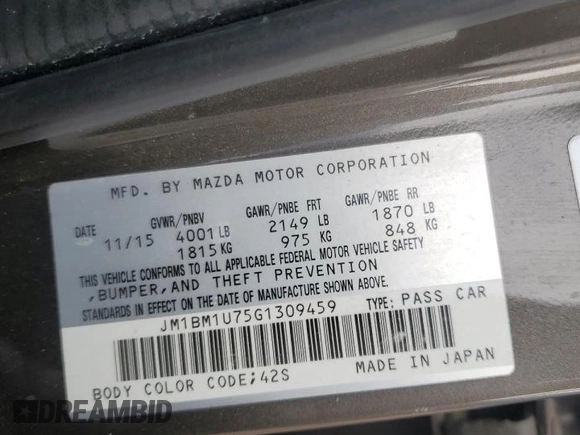 MFD. BY MAZDA MOTOR CORPORATION
DATE GVWR/PNBV GAWR/PNBE FRT GAWR/PNBE RR
11/15 4001 LB 2149 LB 1870 LB
1815 KG 975 KG 848 KG
THIS VEHICLE CONFORMS TO ALL APPLICABLE FEDERAL MOTOR VEHICLE SAFETY
,BUMPER,AND THEFT PREVENTION
STANDARDS IN EFFECT ON THE DATE OF MANUFACTURE SHOWN ABOVE.
JM1BM1U75G1309459 TYPE: PASS CAR
MADE IN JAPAN
BODY COLOR CODE;42S
DREAMBID